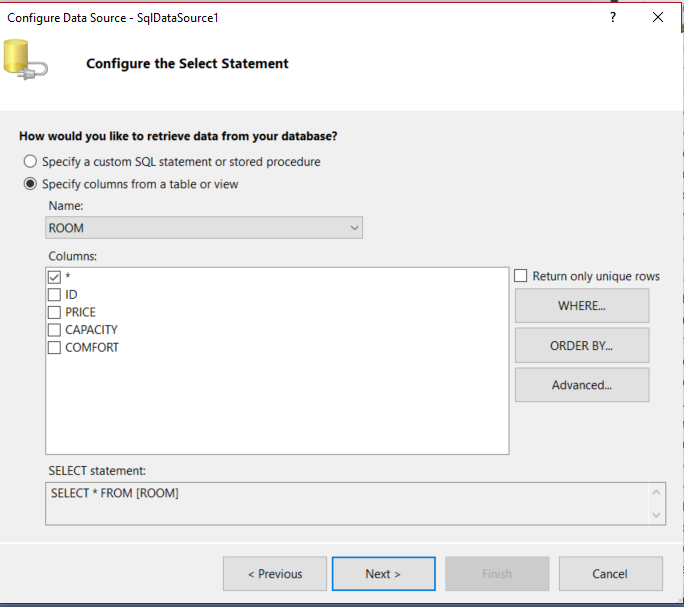 Configure Data Source - SqlDataSource1
?
Configure the Select Statement
How would you like to retrieve data from your database?
Specify a custom SQL statement or stored procedure
Specify columns from a table or view
Name:
ROOM
Columns:
*
Return only unique rows
ID
PRICE
CAPACITY
COMFORT
WHERE...
ORDER BY...
Advanced...
SELECT statement:
SELECT * FROM [ROOM]
< Previous
Next >
Finish
Cancel